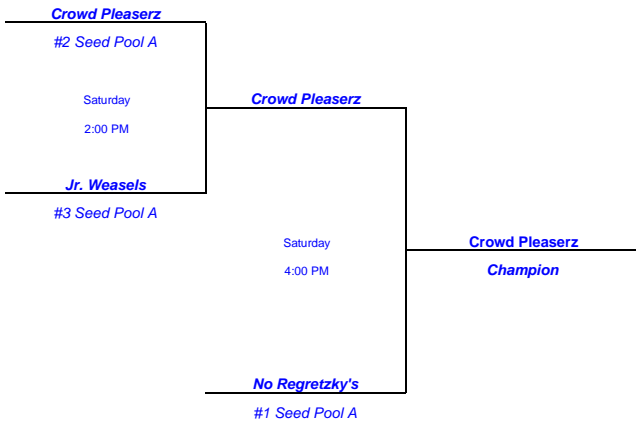 Crowd Pleaserz
#2 Seed Pool A
Saturday
2:00 PM
Crowd Pleaserz
Jr. Weasels
#3 Seed Pool A
Saturday
4:00 PM
Crowd Pleaserz
Champion
No Regretzky's
#1 Seed Pool A